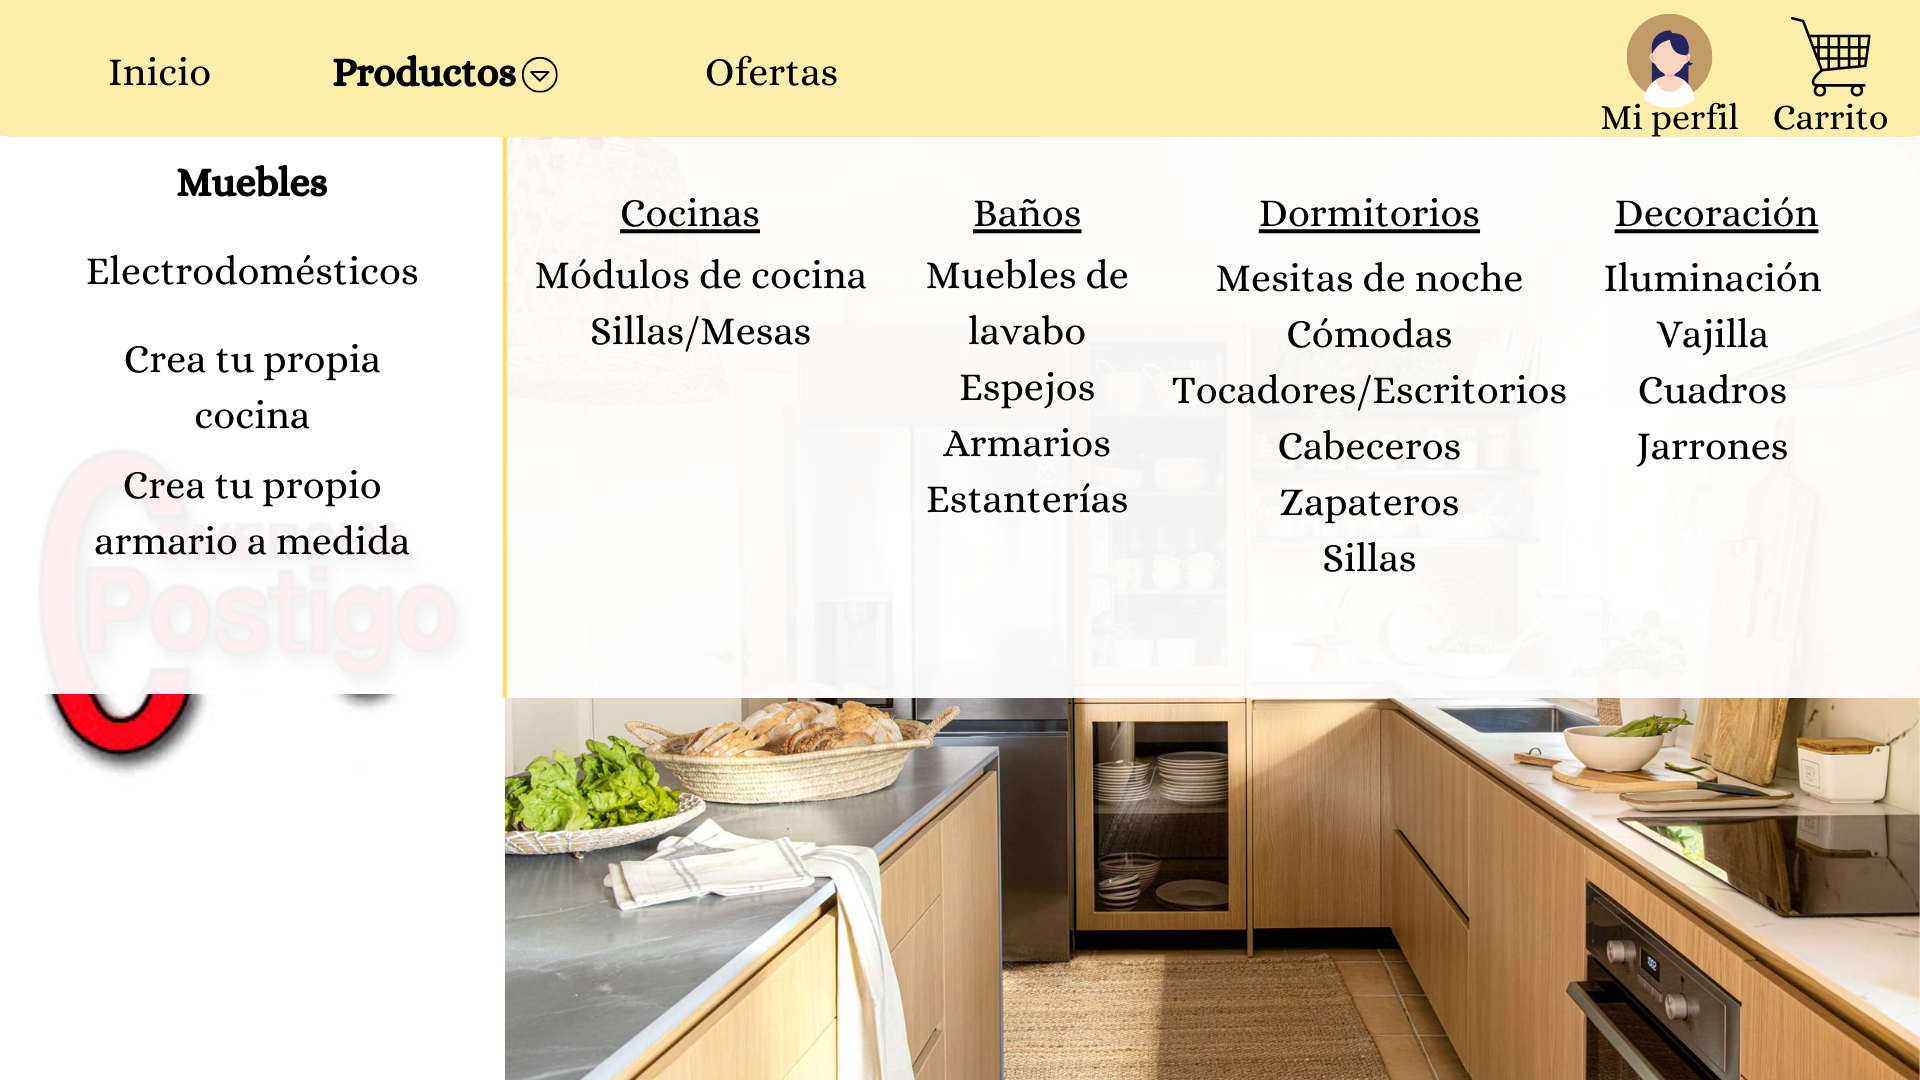 Inicio
Productos
Ofertas
Mi perfil
Carrito
Muebles
Electrodomésticos
Crea tu propia
cocina
Crea tu propio
armario a medida
Postigo
Cocinas
Módulos de cocina
Sillas/Mesas
Baños
Muebles de
lavabo
Espejos
Armarios
Estanterías
Dormitorios
Mesitas de noche
Cómodas
Tocadores/Escritorios
Cabeceros
Zapateros
Sillas
Decoración
Iluminación
Vajilla
Cuadros
Jarrones